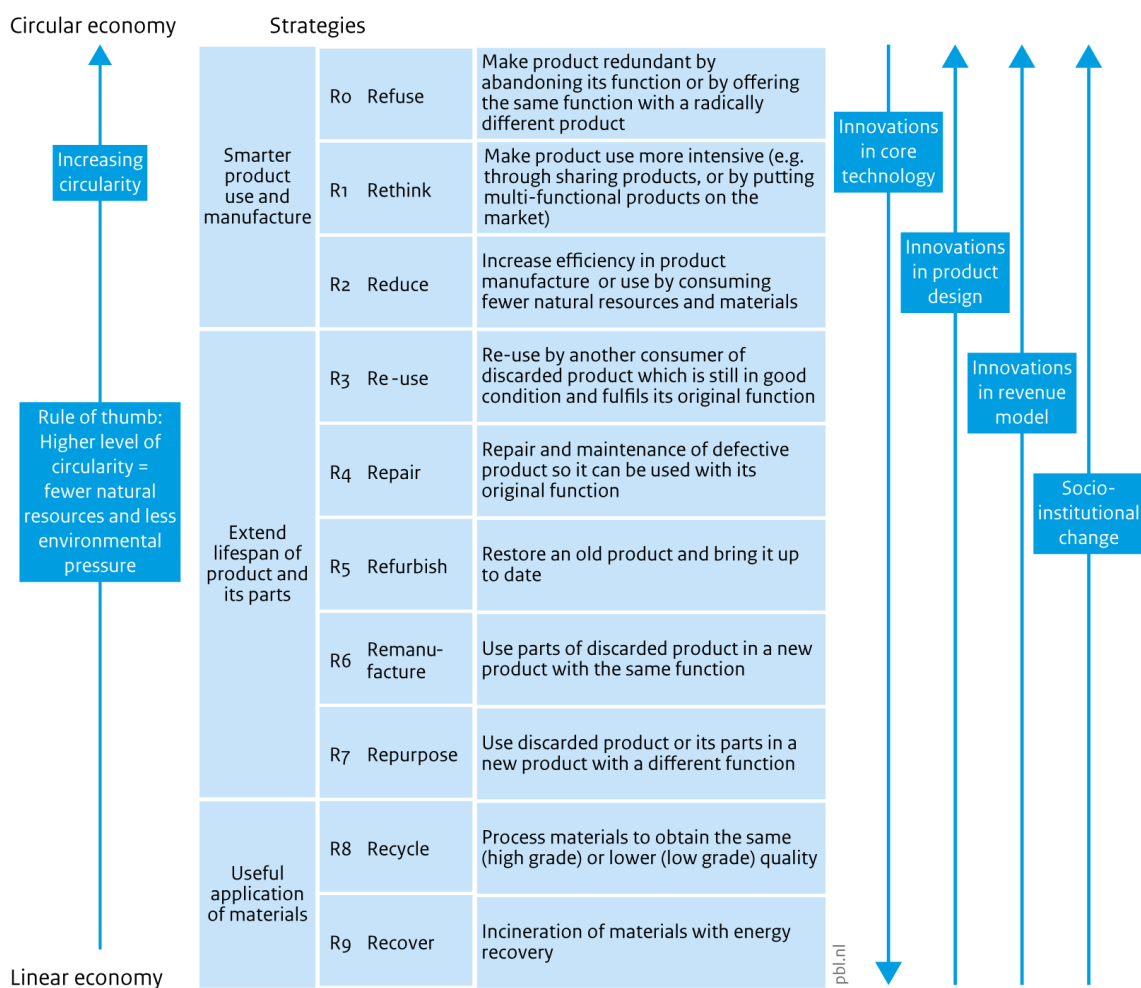 Circular economy
Strategies
Increasing
circularity
Rule of thumb:
Higher level of
circularity =
fewer natural
resources and less
environmental
pressure
Linear economy
Smarter
product
use and
manufacture
R0 Refuse
Make product redundant by
abandoning its function or by offering
the same function with a radically
different product
R1 Rethink
Make product use more intensive (e.g.
through sharing products, or by putting
multi-functional products on the
market)
R2 Reduce
Increase efficiency in product
manufacture or use by consuming
fewer natural resources and materials
Extend
lifespan of
product and
its parts
R3 Re-use
Re-use by another consumer of
discarded product which is still in good
condition and fulfils its original function
R4 Repair
Repair and maintenance of defective
product so it can be used with its
original function
R5 Refurbish
Restore an old product and bring it up
to date
R6 Remanu-
facture
Use parts of discarded product in a new
product with the same function
R7 Repurpose
Use discarded product or its parts in a
new product with a different function
Useful
application
of materials
R8 Recycle
Process materials to obtain the same
(high grade) or lower (low grade) quality
R9 Recover
Incineration of materials with energy
recovery
pbl.nl
Innovations
in core
technology
Innovations
in product
design
Innovations
in revenue
model
Socio-
institutional
change